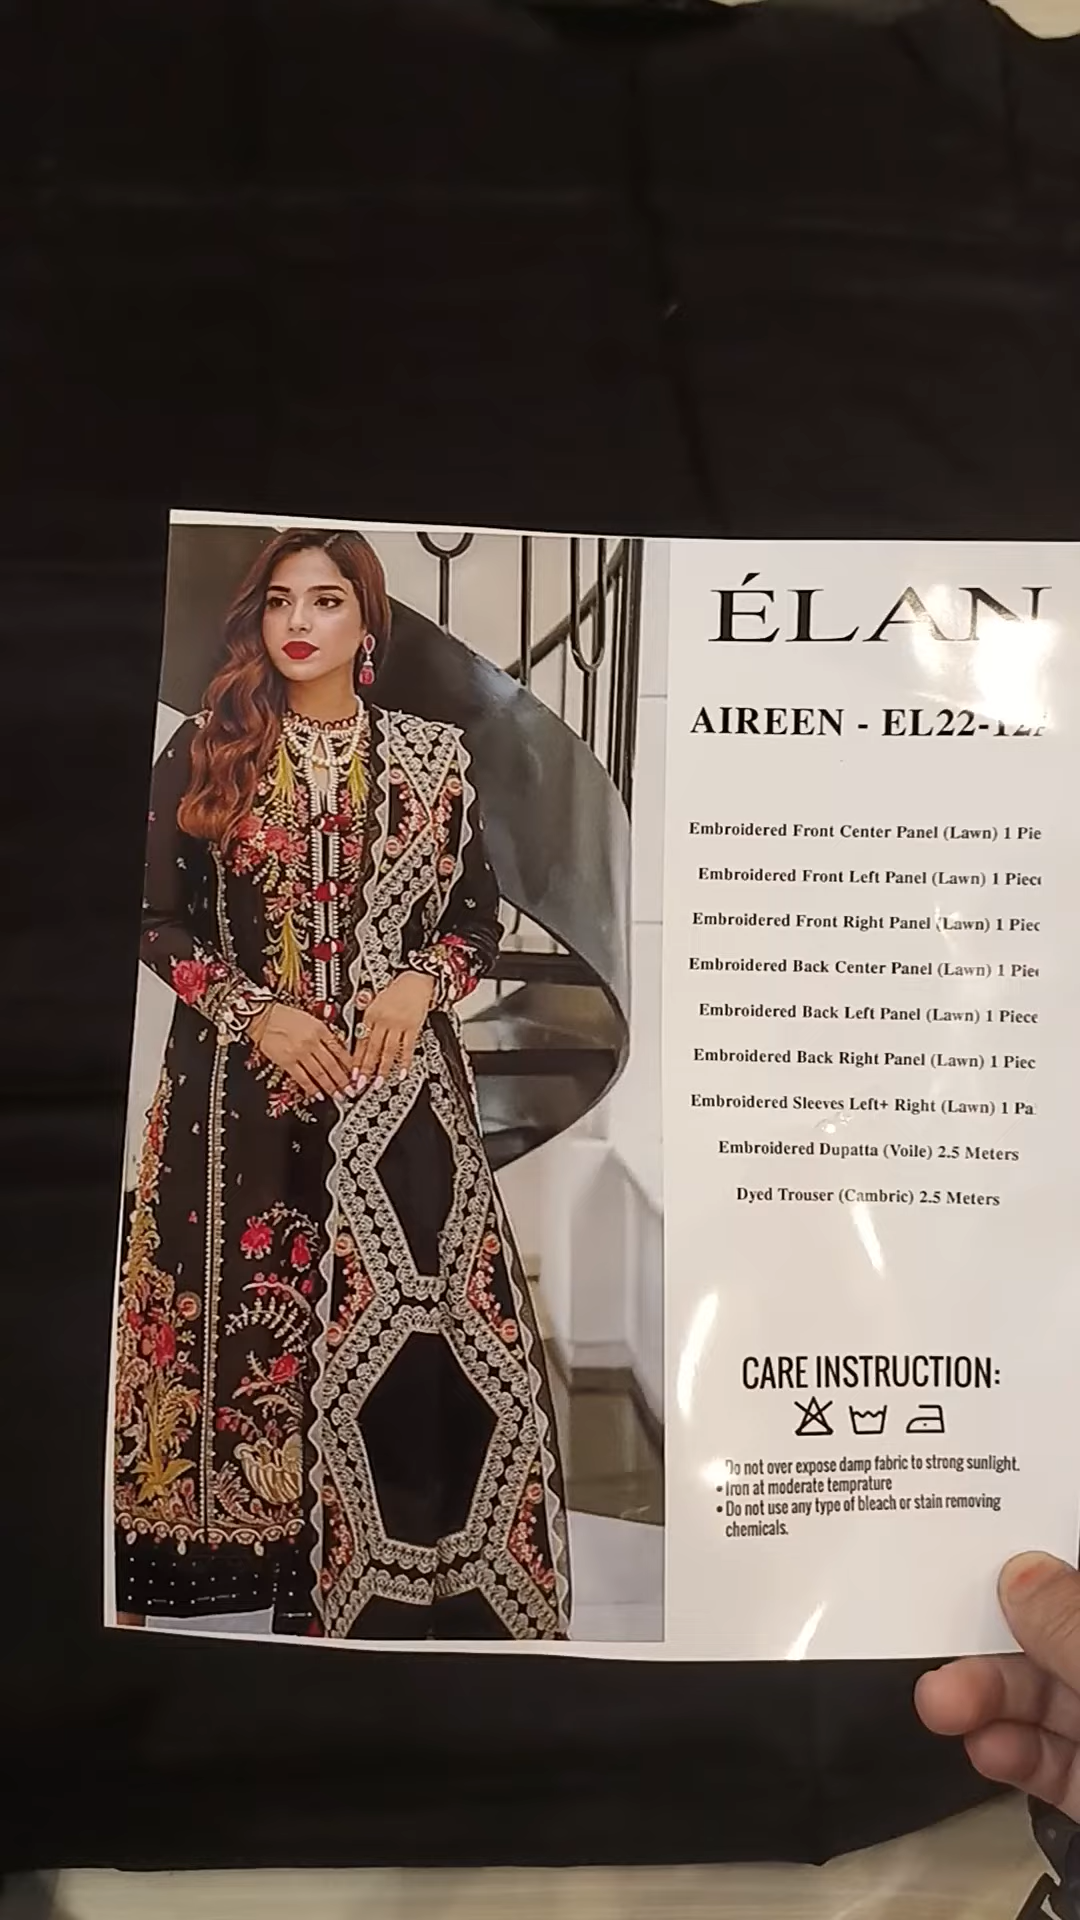 ÉLAN
AIREEN - EL22-
Embroidered Front Center Panel (Lawn) 1 Pie
Embroidered Front Left Panel (Lawn) 1 Piece
Embroidered Front Right Panel (Lawn) 1 Piec
Embroidered Back Center Panel (Lawn) 1 Pie
Embroidered Back Left Panel (Lawn) 1 Piece
Embroidered Back Right Panel (Lawn) 1 Piec
Embroidered Sleeves Left+ Right (Lawn) 1 Pa
Embroidered Dupatta (Voile) 2.5 Meters
Dyed Trouser (Cambric) 2.5 Meters
CARE INSTRUCTION:
Do not over expose damp fabric to strong sunlight.
• Iron at moderate temprature
• Do not use any type of bleach or stain removing
chemicals.